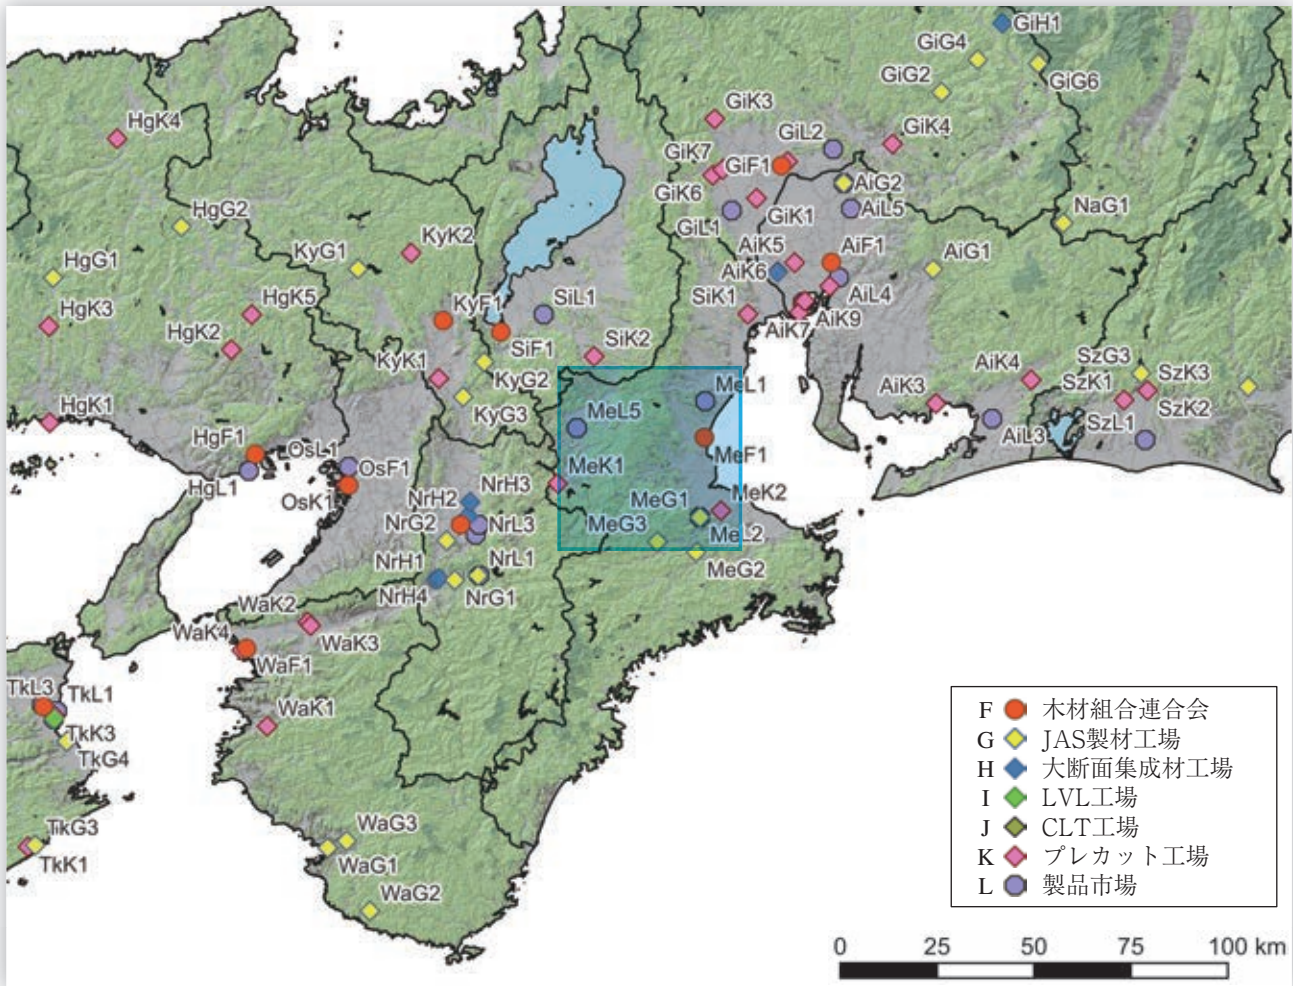 GiH1
GiG4
GiG2
GiG6
GiK3
HgK4
GiL2
GiK4
GiK7
GiF1
GiK6
AiG2
HgG2
GiK1
AiL5
NaG1
GiL1
KyK2
KyG1
AiK5
AiF1
AiG1
HgG1
AiK6
HgK3
HgK5
KyF1
SiL1
SiK1
AiL4
HgK2
AiK7
AiK9
SiF1
SiK2
KyK1
KyG2
SzG3
AiK4
SzK1
SzK3
MeL1
AiK3
HgK1
KyG3
MeL5
SzK2
AiL3
SzL1
HgF1
OsL1
OsF1
MeF1
MeK1
HgL1
OsK1
NrH2
NrH3
MeG1
MeK2
NrG2
NrL3
MeG3
MeL2
NrH1
NrL1
MeG2
NrH4
NrG1
WaK2
WaK4
WaK3
WaF1
TkL3
TkL1
WaK1
TkK3
TkG4
TkG3
WaG3
TkK1
WaG1
WaG2
F 木材組合連合会
G JAS製材工場
H 大断面集成材工場
I LVL工場
J CLT工場
K プレカット工場
L 製品市場
0 25 50 75 100 km